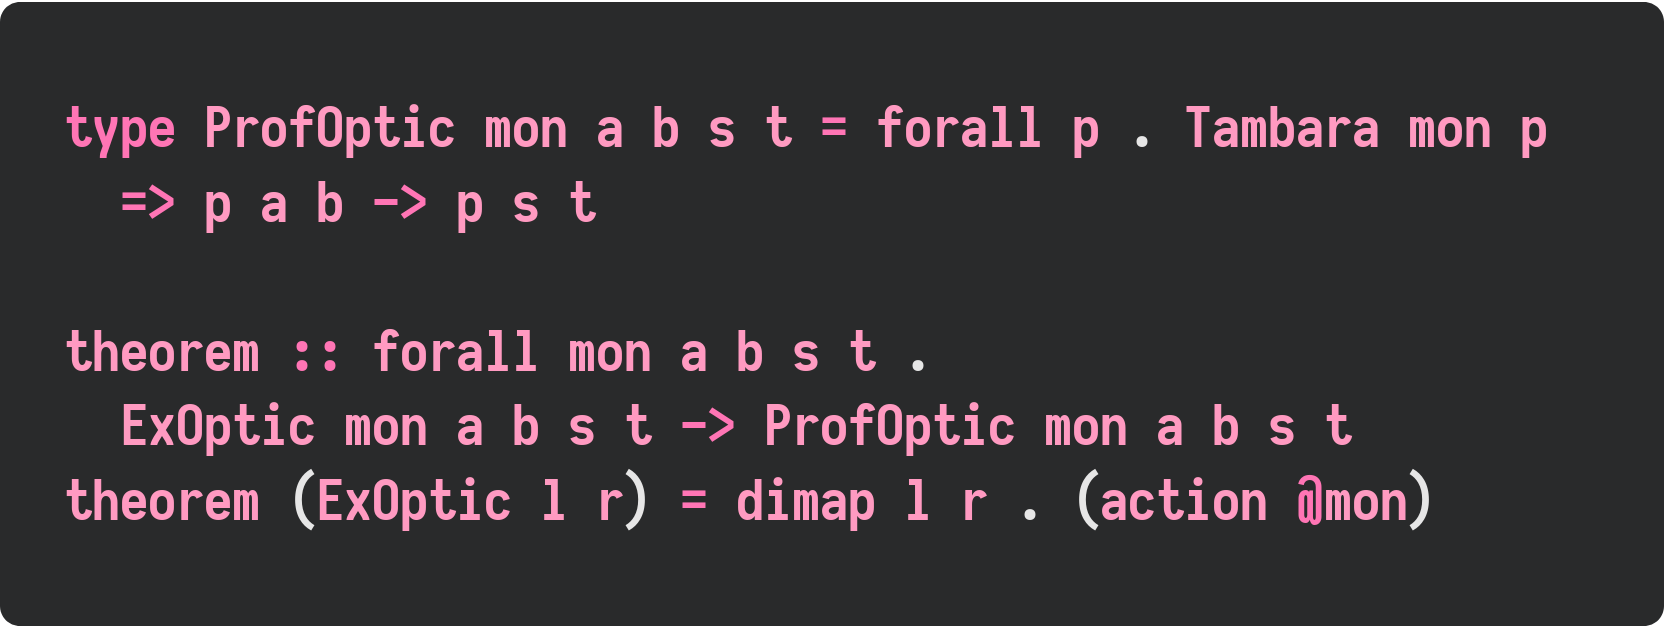 type ProfOptic mon a b s t = forall p . Tambara mon p
  => p a b -> p s t
theorem :: forall mon a b s t .
  ExOptic mon a b s t -> ProfOptic mon a b s t
theorem (ExOptic l r) = dimap l r . (action @mon)